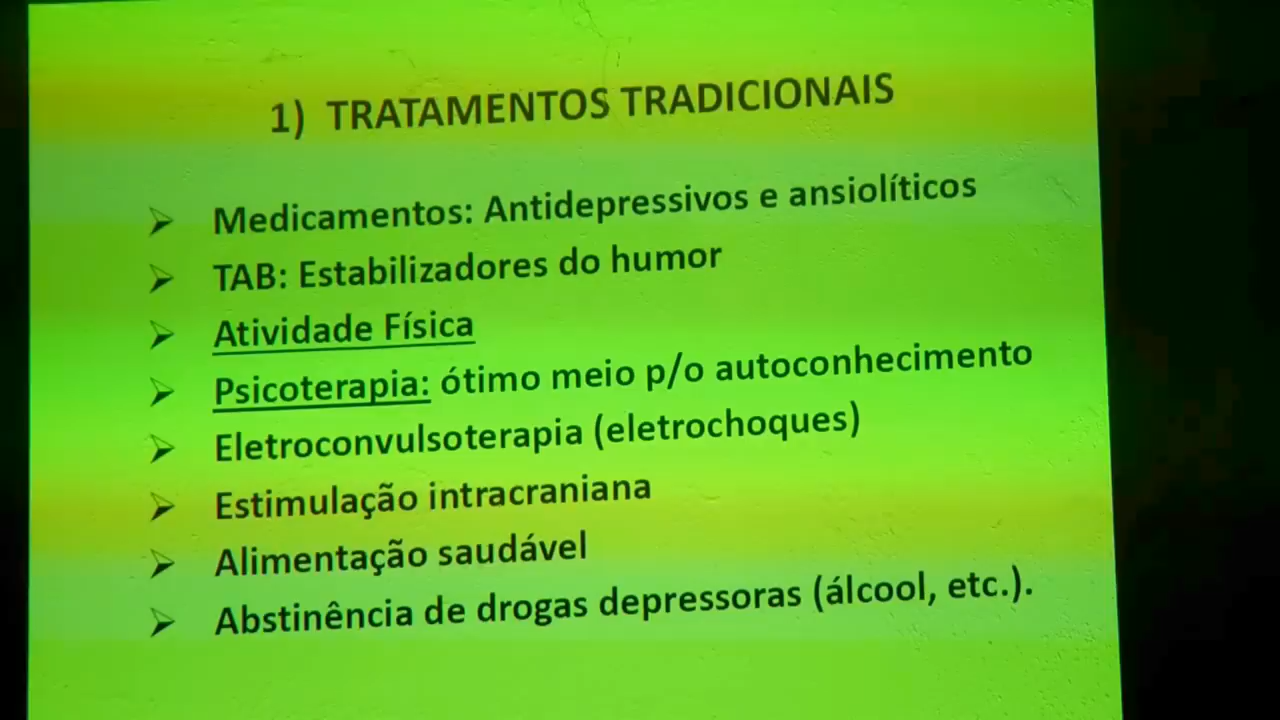 1) TRATAMENTOS TRADICIONAIS
➢ Medicamentos: Antidepressivos e ansiolíticos
➢ TAB: Estabilizadores do humor
➢ Atividade Física
➢ Psicoterapia: ótimo meio p/o autoconhecimento
➢ Eletroconvulsoterapia (eletrochoques)
➢ Estimulação intracraniana
➢ Alimentação saudável
➢ Abstinência de drogas depressoras (álcool, etc.).